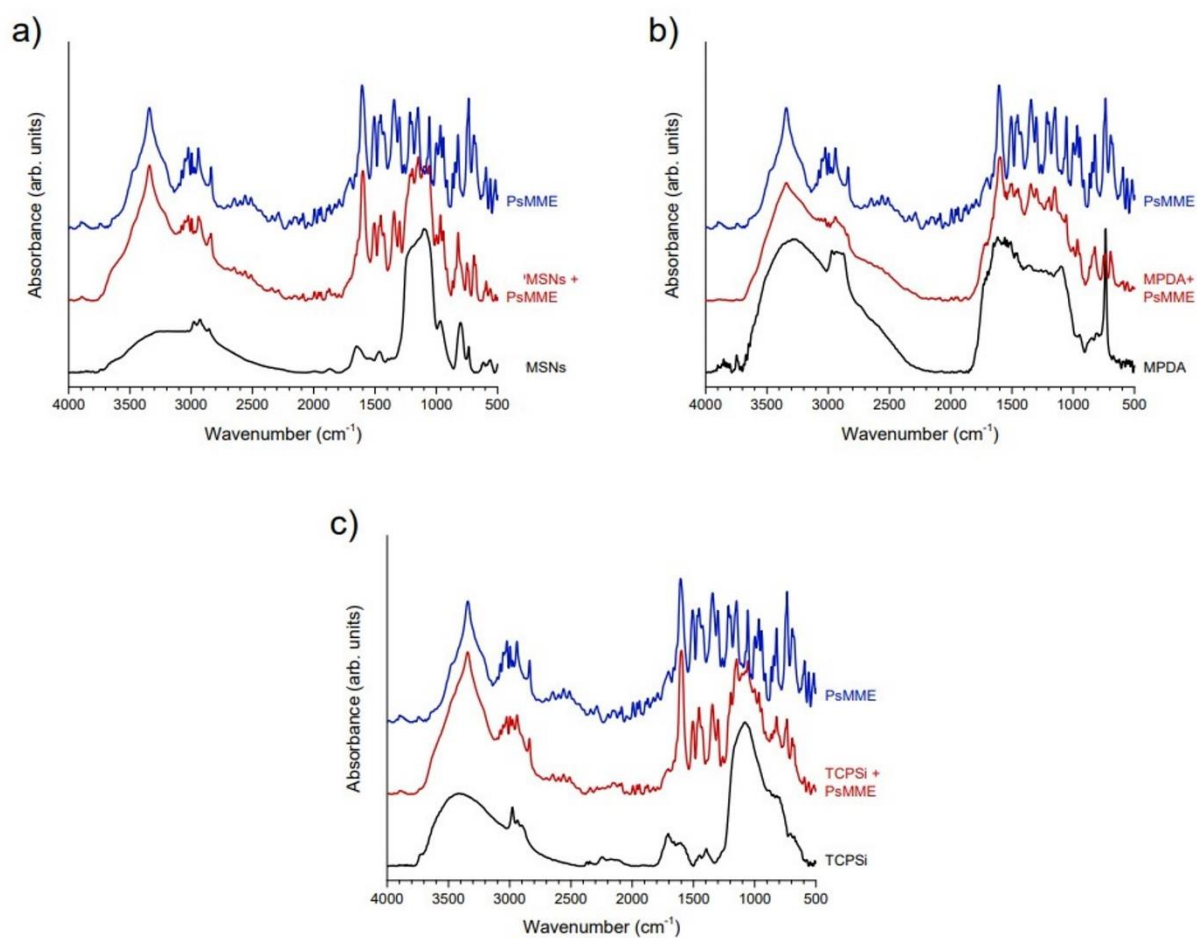 a)
Absorbance (arb. units)
PsMME
'MSNs +
PsMME
MSNs
4000 3500 3000 2500 2000 1500 1000 500
Wavenumber (cm⁻¹)
b)
Absorbance (arb. units)
PsMME
MPDA+
PsMME
MPDA
4000 3500 3000 2500 2000 1500 1000 500
Wavenumber (cm⁻¹)
c)
Absorbance (arb. units)
PsMME
TCPSi +
PsMME
TCPSi
4000 3500 3000 2500 2000 1500 1000 500
Wavenumber (cm⁻¹)